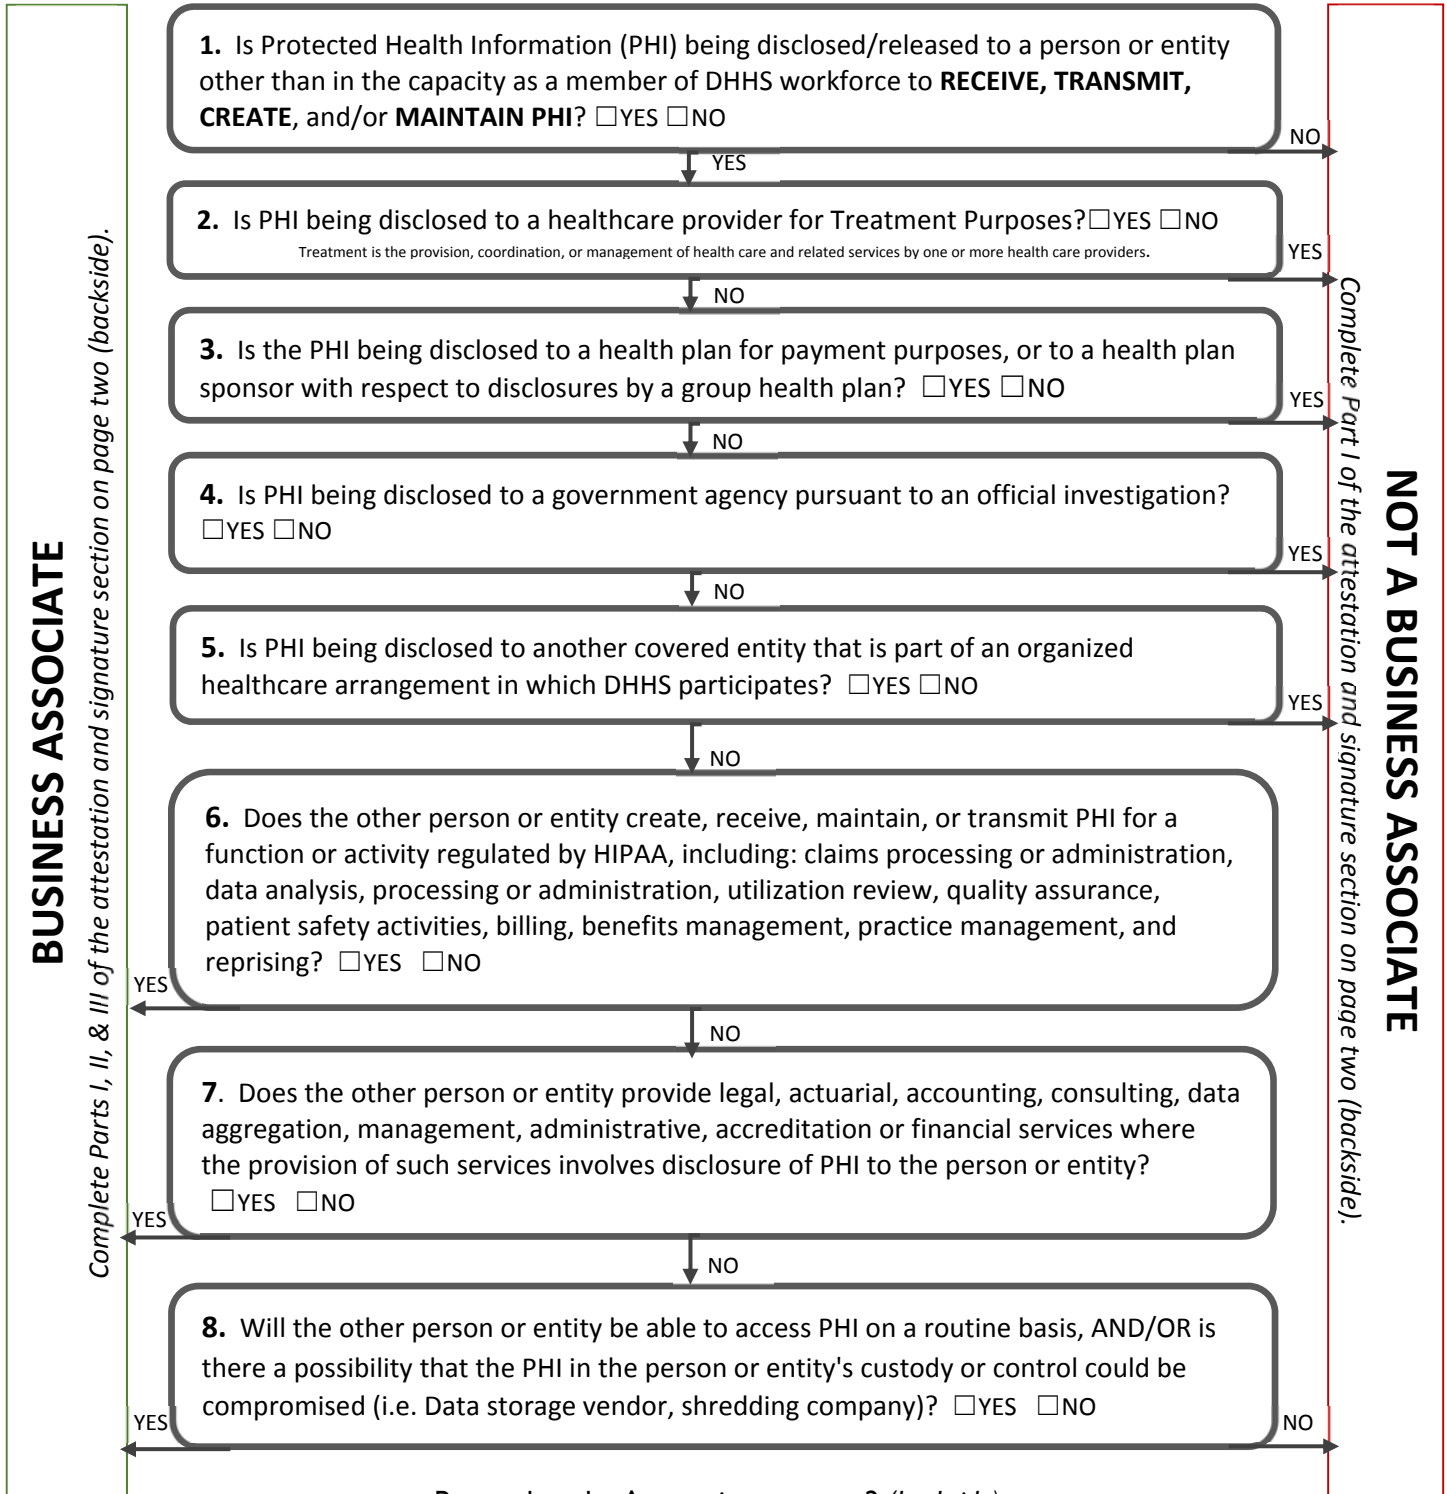 1. Is Protected Health Information (PHI) being disclosed/released to a person or entity
other than in the capacity as a member of DHHS workforce to RECEIVE, TRANSMIT,
CREATE, and/or MAINTAIN PHI? ☐YES ☐NO
NO
YES
2. Is PHI being disclosed to a healthcare provider for Treatment Purposes?☐YES ☐NO
Treatment is the provision, coordination, or management of health care and related services by one or more health care providers.
YES
NO
3. Is the PHI being disclosed to a health plan for payment purposes, or to a health plan
sponsor with respect to disclosures by a group health plan? ☐YES ☐NO
YES
NO
4. Is PHI being disclosed to a government agency pursuant to an official investigation?
☐YES ☐NO
YES
NO
5. Is PHI being disclosed to another covered entity that is part of an organized
healthcare arrangement in which DHHS participates? ☐YES ☐NO
YES
NO
6. Does the other person or entity create, receive, maintain, or transmit PHI for a
function or activity regulated by HIPAA, including: claims processing or administration,
data analysis, processing or administration, utilization review, quality assurance,
patient safety activities, billing, benefits management, practice management, and
reprising? ☐YES ☐NO
YES
NO
7. Does the other person or entity provide legal, actuarial, accounting, consulting, data
aggregation, management, administrative, accreditation or financial services where
the provision of such services involves disclosure of PHI to the person or entity?
☐YES ☐NO
YES
NO
8. Will the other person or entity be able to access PHI on a routine basis, AND/OR is
there a possibility that the PHI in the person or entity's custody or control could be
compromised (i.e. Data storage vendor, shredding company)? ☐YES ☐NO
YES
NO
BUSINESS ASSOCIATE
Complete Parts I, II, & III of the attestation and signature section on page two (backside).
NOT A BUSINESS ASSOCIATE
Complete Part I of the attestation and signature section on page two (backside).